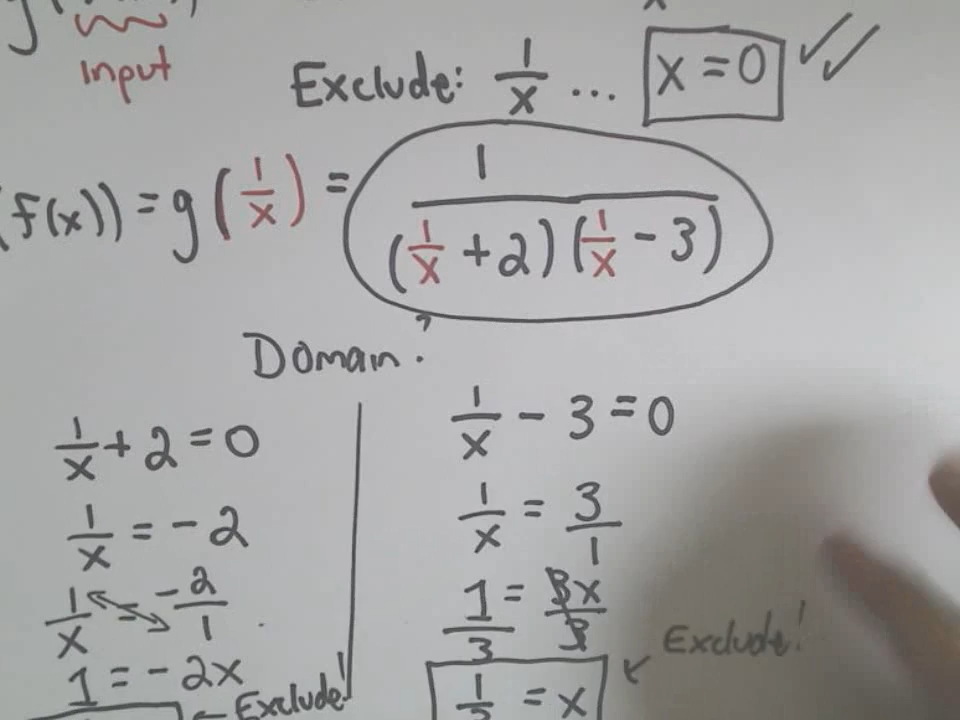 input
Exclude: 1/x ... x = 0
(f(x)) = g(1/x) = 1/((1/x + 2)(1/x - 3))
Domain?
1/x + 2 = 0
1/x = -2
1/x = -2/1
1 = -2x
Exclude!
1/x - 3 = 0
1/x = 3/1
1/3 = 3x/3
1/3 = x
Exclude!